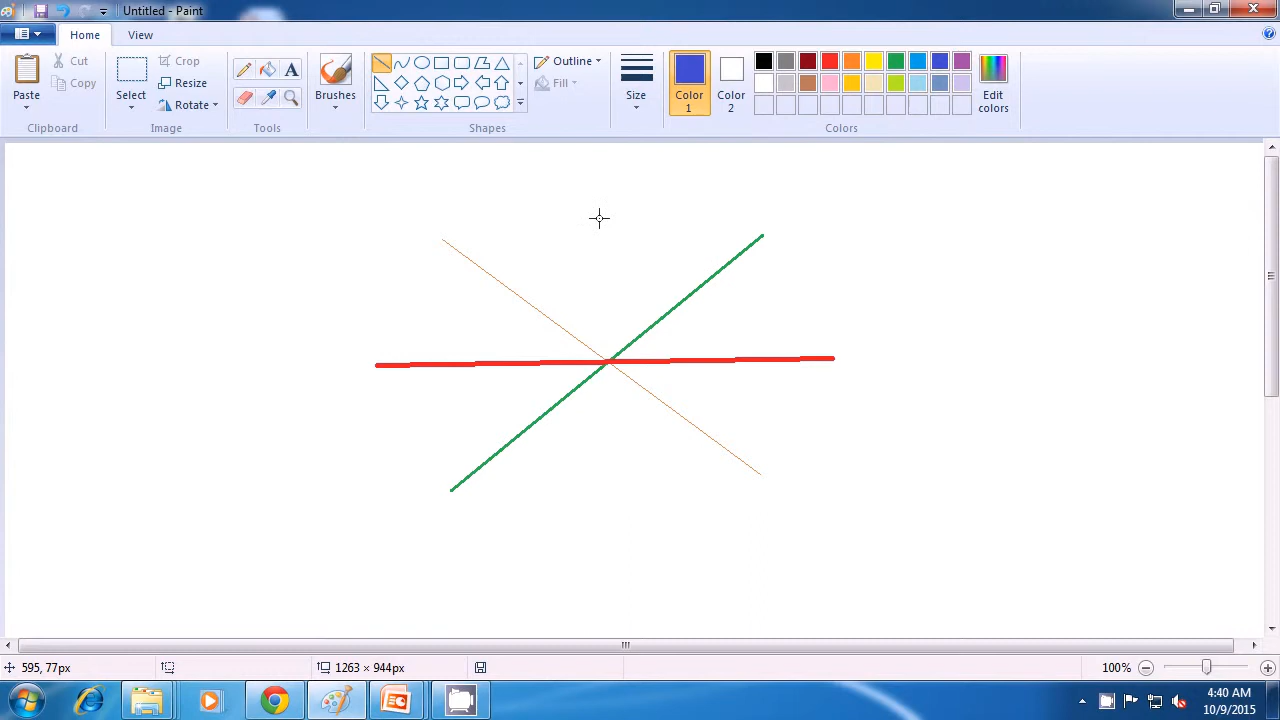 Untitled - Paint
Home View
Paste
Cut
Copy
Clipboard
Select
Crop
Resize
Rotate
Image
A
Tools
Brushes
Outline
Fill
Shapes
Size
Color 1
Color 2
Edit colors
Colors
595, 77px
1263 × 944px
100%
4:40 AM
10/9/2015